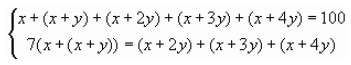 x + (x + y) + (x + 2y) + (x + 3y) + (x + 4y) = 100
7(x + (x + y)) = (x + 2y) + (x + 3y) + (x + 4y)